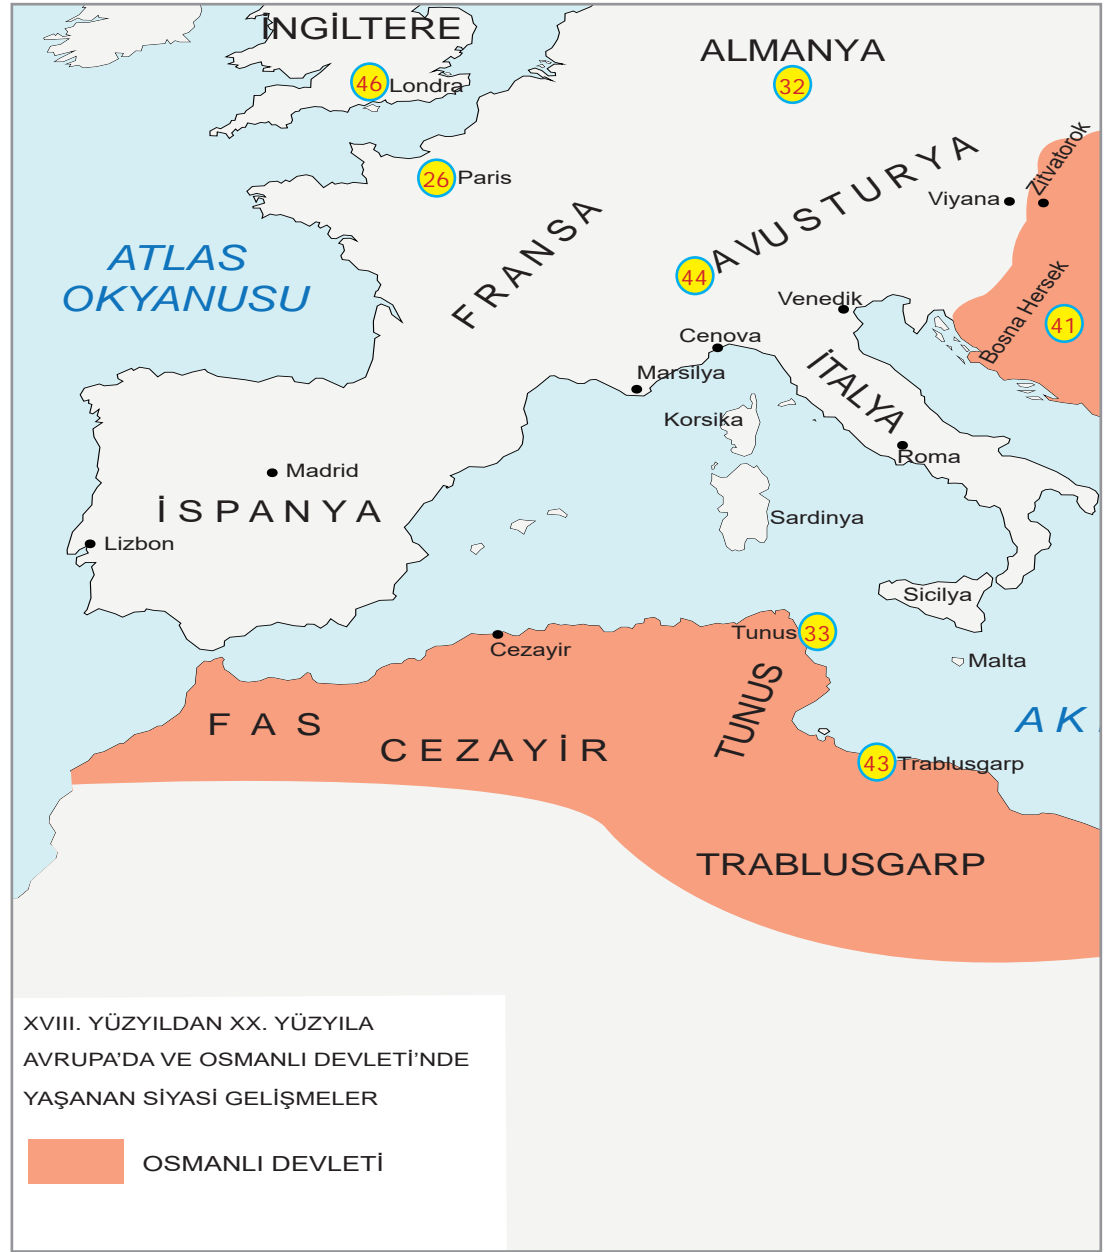 İNGİLTERE
ALMANYA
46
Londra
32
Zitvatorok
26
Paris
Viyana
AVUSTURYA
FRANSA
ATLAS
OKYANUSU
44
Venedik
Bosna Hersek
41
Cenova
Marsilya
İTALYA
Korsika
Roma
Madrid
İSPANYA
Sardinya
Lizbon
Sicilya
Tunus
33
Cezayir
Malta
TUNUS
FAS
AK
CEZAYİR
43
Trablusgarp
TRABLUSGARP
XVIII. YÜZYILDAN XX. YÜZYILA
AVRUPA'DA VE OSMANLI DEVLETİ'NDE
YAŞANAN SİYASİ GELİŞMELER
OSMANLI DEVLETİ